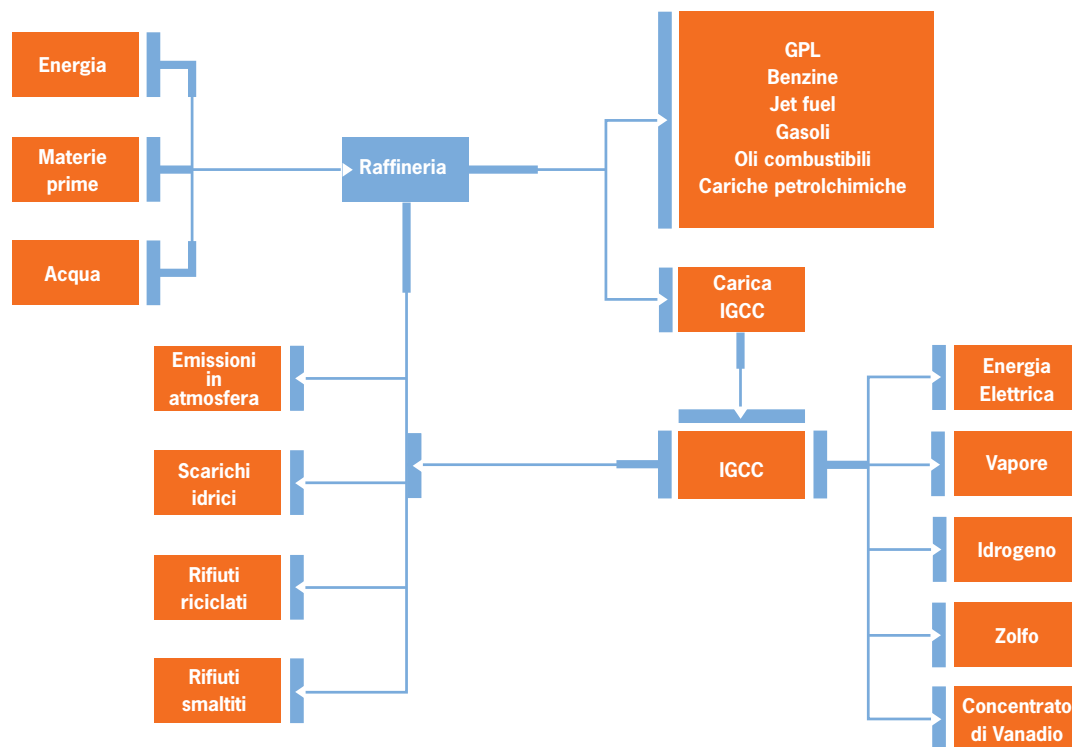 Energia
Materie
prime
Acqua
Raffineria
GPL
Benzine
Jet fuel
Gasoli
Oli combustibili
Cariche petrolchimiche
Carica
IGCC
Emissioni
in
atmosfera
Scarichi
idrici
Rifiuti
riciclati
Rifiuti
smaltiti
IGCC
Energia
Elettrica
Vapore
Idrogeno
Zolfo
Concentrato
di Vanadio